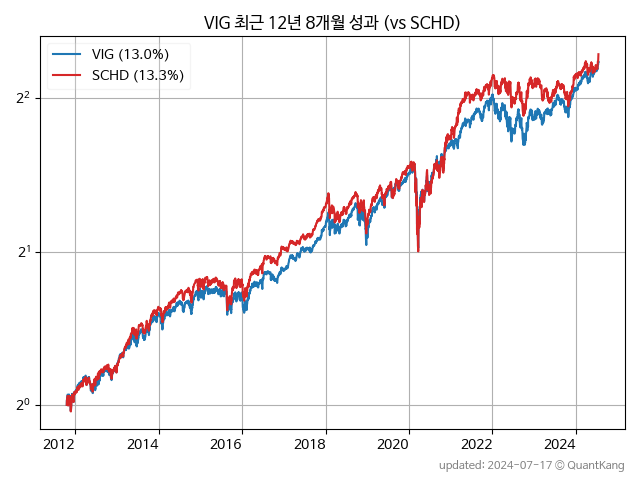 VIG 최근 12년 8개월 성과 (vs SCHD)
VIG (13.0%)
SCHD (13.3%)
2²
2¹
2⁰
2012 2014 2016 2018 2020 2022 2024
updated: 2024-07-17 © QuantKang